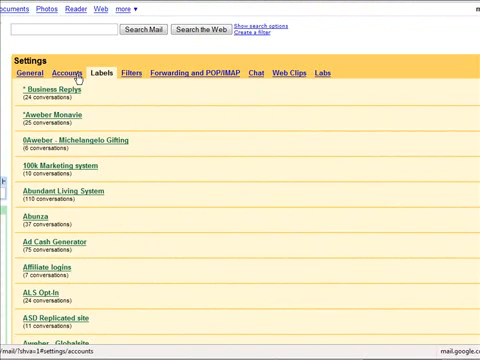 ocuments Photos Reader Web more ▼
Search Mail Search the Web Show search options
Create a filter
Settings
General Accounts Labels Filters Forwarding and POP/IMAP Chat Web Clips Labs
* Business Replys
(24 conversations)
*Aweber Monavie
(25 conversations)
0Aweber - Michelangelo Gifting
(6 conversations)
100k Marketing system
(10 conversations)
Abundant Living System
(110 conversations)
Abunza
(37 conversations)
Ad Cash Generator
(75 conversations)
Affiliate logins
(7 conversations)
ALS Opt-In
(24 conversations)
ASD Replicated site
(11 conversations)
Aweber - Globalsite
/mail/?shva=1#settings/accounts mail.google.c